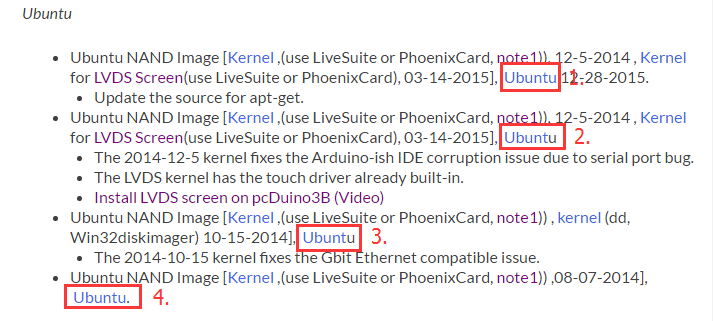 Ubuntu
Ubuntu NAND Image [Kernel ,(use LiveSuite or PhoenixCard, note1)), 12-5-2014 , Kernel
for LVDS Screen(use LiveSuite or PhoenixCard), 03-14-2015], Ubuntu 12-28-2015. 1.
Update the source for apt-get.
Ubuntu NAND Image [Kernel ,(use LiveSuite or PhoenixCard, note1)), 12-5-2014 , Kernel
for LVDS Screen(use LiveSuite or PhoenixCard), 03-14-2015], Ubuntu 2.
The 2014-12-5 kernel fixes the Arduino-ish IDE corruption issue due to serial port bug.
The LVDS kernel has the touch driver already built-in.
Install LVDS screen on pcDuino3B (Video)
Ubuntu NAND Image [Kernel ,(use LiveSuite or PhoenixCard, note1)) , kernel (dd,
Win32diskimager) 10-15-2014], Ubuntu 3.
The 2014-10-15 kernel fixes the Gbit Ethernet compatible issue.
Ubuntu NAND Image [Kernel ,(use LiveSuite or PhoenixCard, note1)) ,08-07-2014],
Ubuntu. 4.